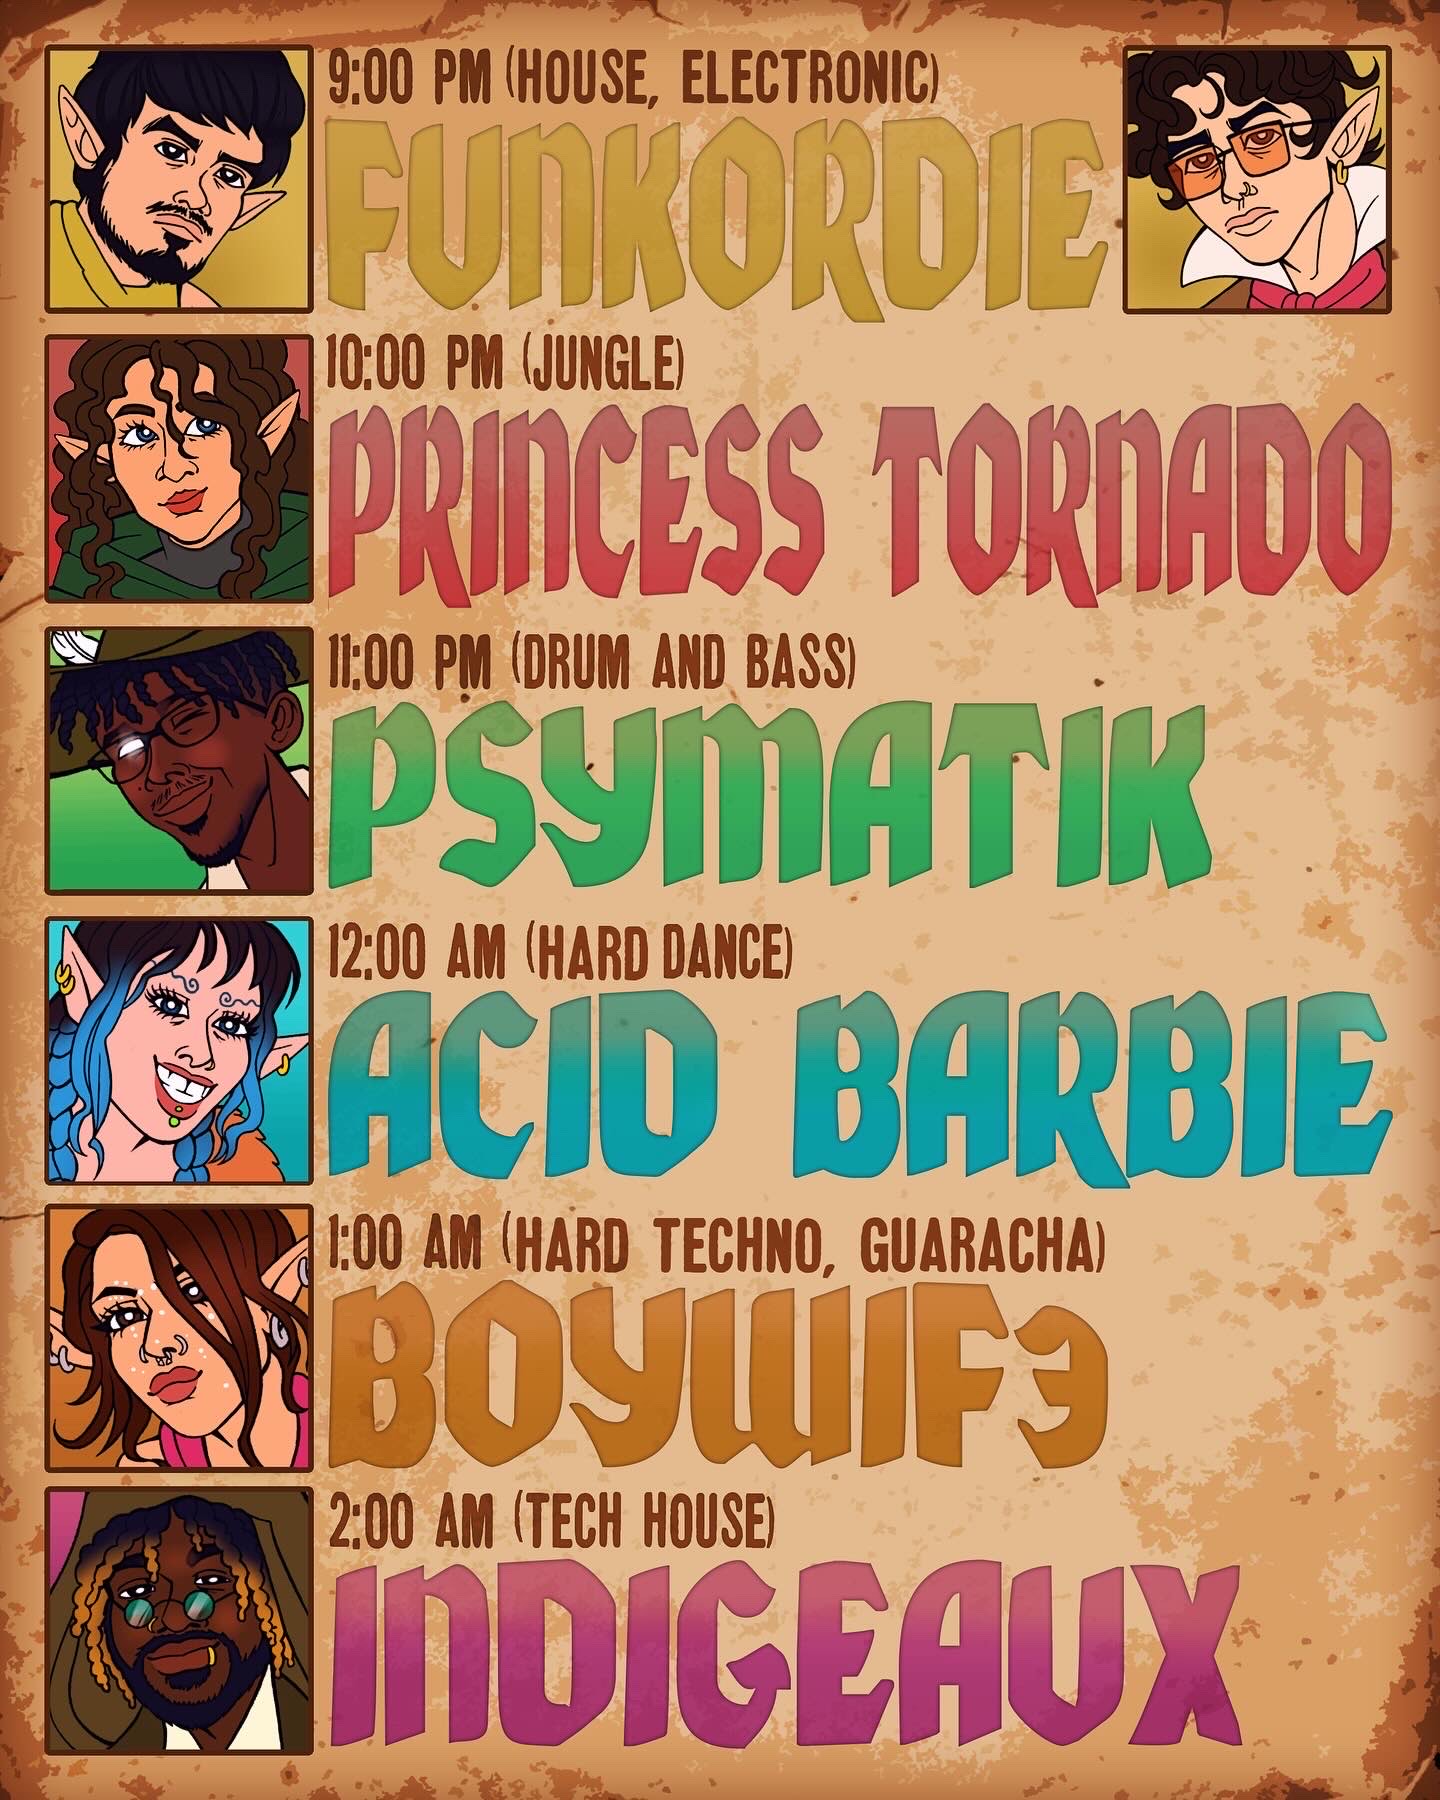 9:00 PM (HOUSE, ELECTRONIC)
FUNKORDIE
10:00 PM (JUNGLE)
PRINCESS TORNADO
11:00 PM (DRUM AND BASS)
PSYMATIK
12:00 AM (HARD DANCE)
ACID BARBIE
1:00 AM (HARD TECHNO, GUARACHA)
BOYWIF3
2:00 AM (TECH HOUSE)
INDIGEAUX